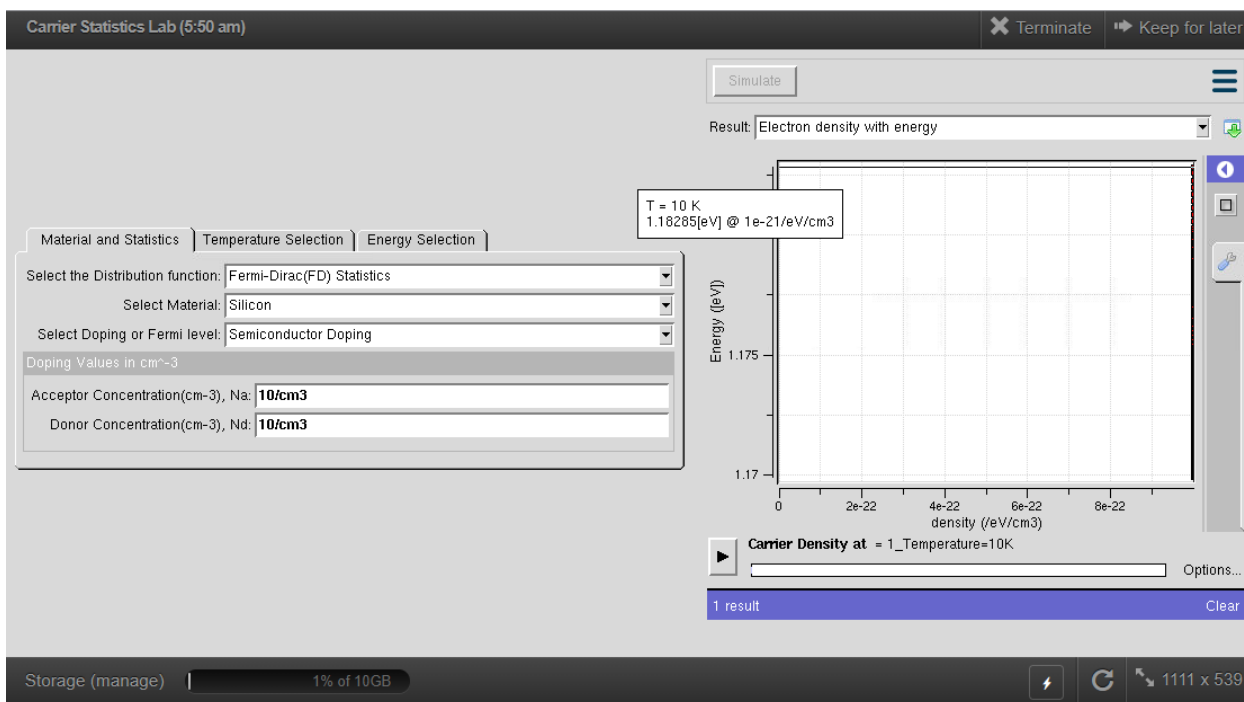 Carrier Statistics Lab (5:50 am)
Terminate
Keep for later
Simulate
Result: Electron density with energy
T = 10 K
1.18285[eV] @ 1e-21/eV/cm3
Material and Statistics
Temperature Selection
Energy Selection
Select the Distribution function: Fermi-Dirac(FD) Statistics
Select Material: Silicon
Select Doping or Fermi level: Semiconductor Doping
Doping Values in cm^-3
Acceptor Concentration(cm-3), Na: 10/cm3
Donor Concentration(cm-3), Nd: 10/cm3
Energy ([eV])
1.175
1.17
0 2e-22 4e-22 6e-22 8e-22
density (/eV/cm3)
Carrier Density at = 1_Temperature=10K
Options...
1 result
Clear
Storage (manage)
1% of 10GB
1111 x 539